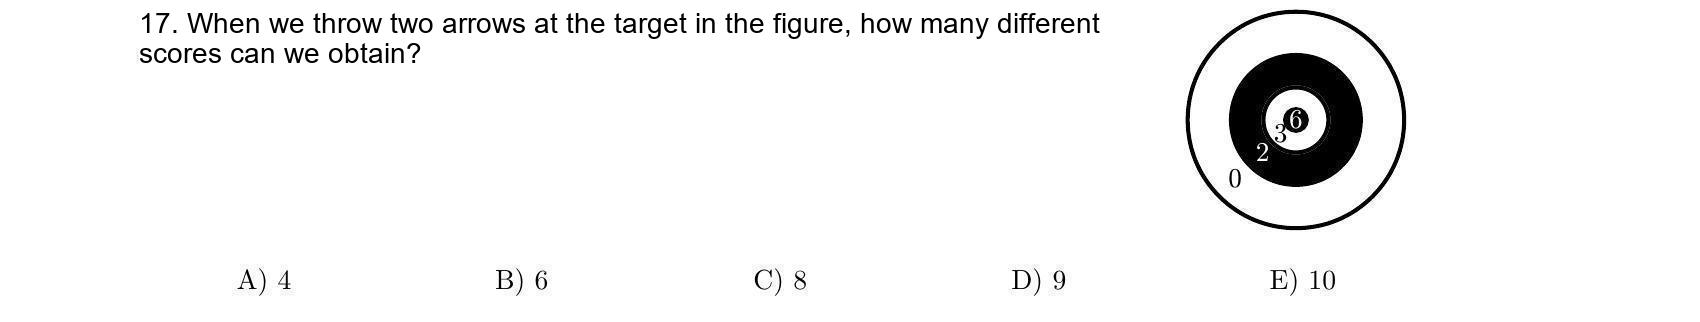 17. When we throw two arrows at the target in the figure, how many different
scores can we obtain?
6
3
2
0
A) 4 B) 6 C) 8 D) 9 E) 10